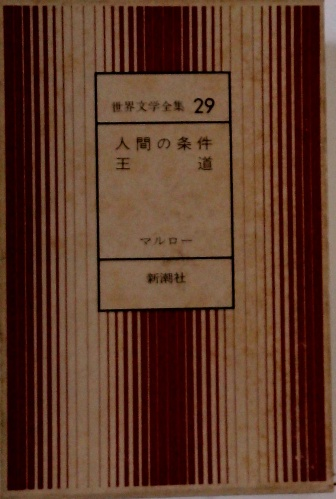 世界文学全集 29
人間の条件
王道
マルロー
新潮社